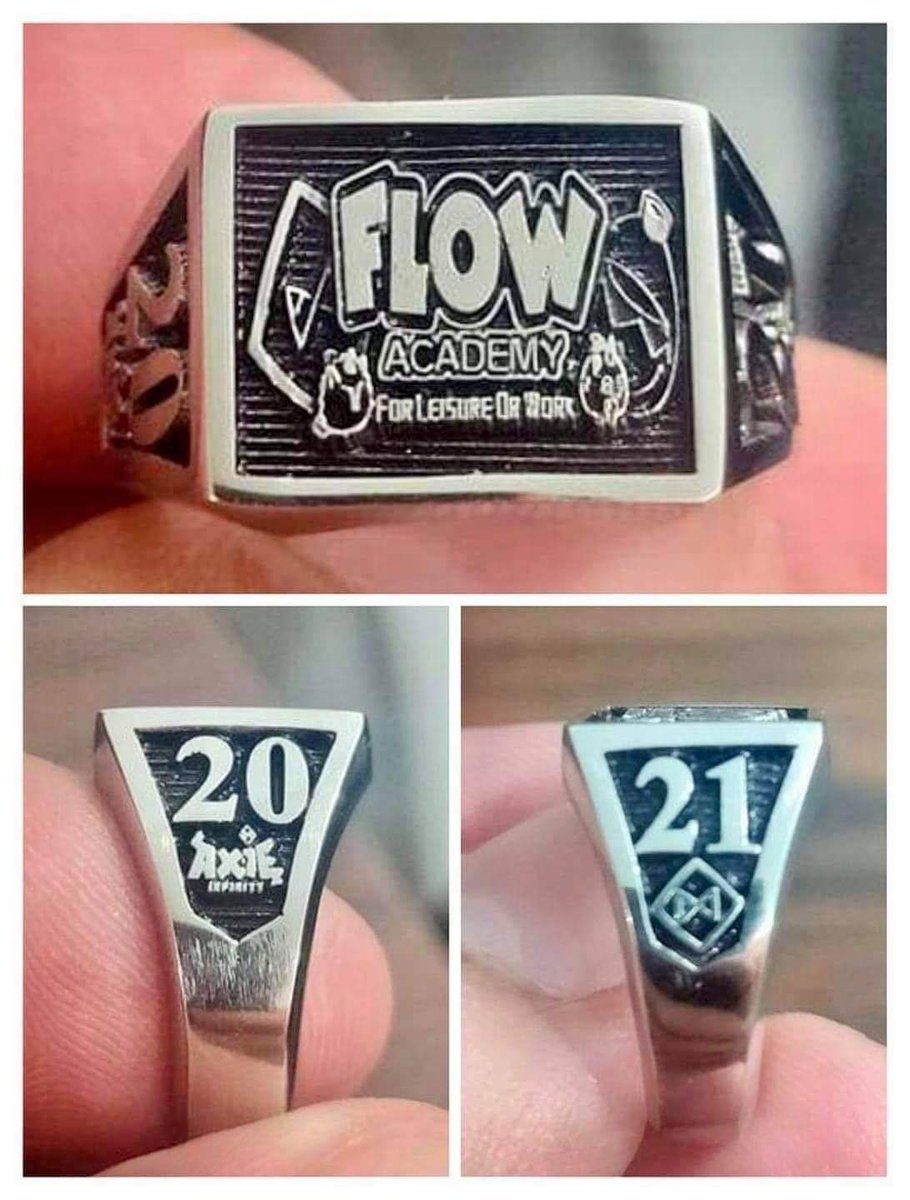 FLOW
ACADEMY
FOR LEISURE OR WORK
20
AXIE
INFINITY
21